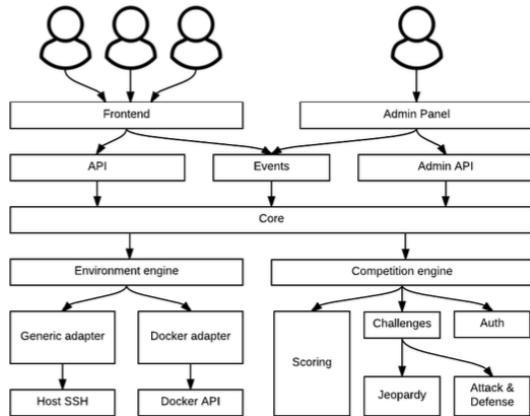 Frontend
Admin Panel
API
Events
Admin API
Core
Environment engine
Competition engine
Generic adapter
Docker adapter
Scoring
Challenges
Auth
Host SSH
Docker API
Jeopardy
Attack &
Defense